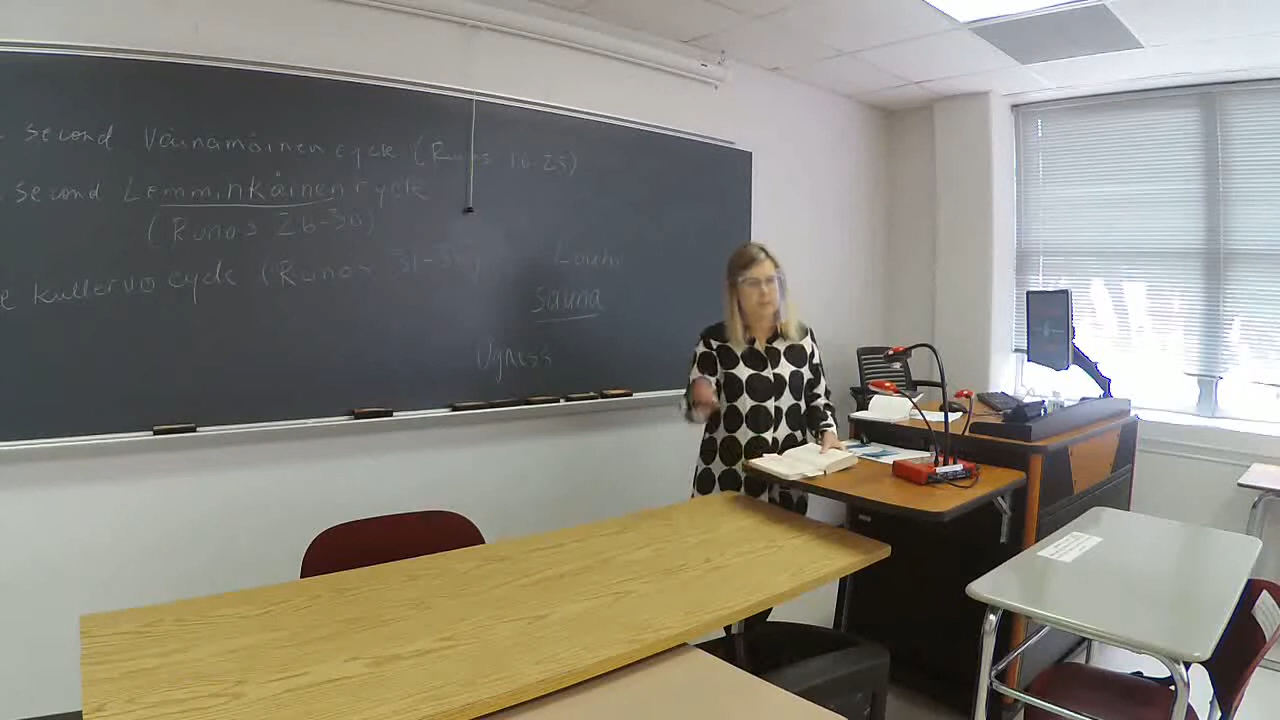 second Väinämöinen cycle (Runos 16-25)
second Lemminkäinen cycle
(Runos 26-30)
Kullervo cycle (Runos 31-36)
Louhi
sauna
Ugness